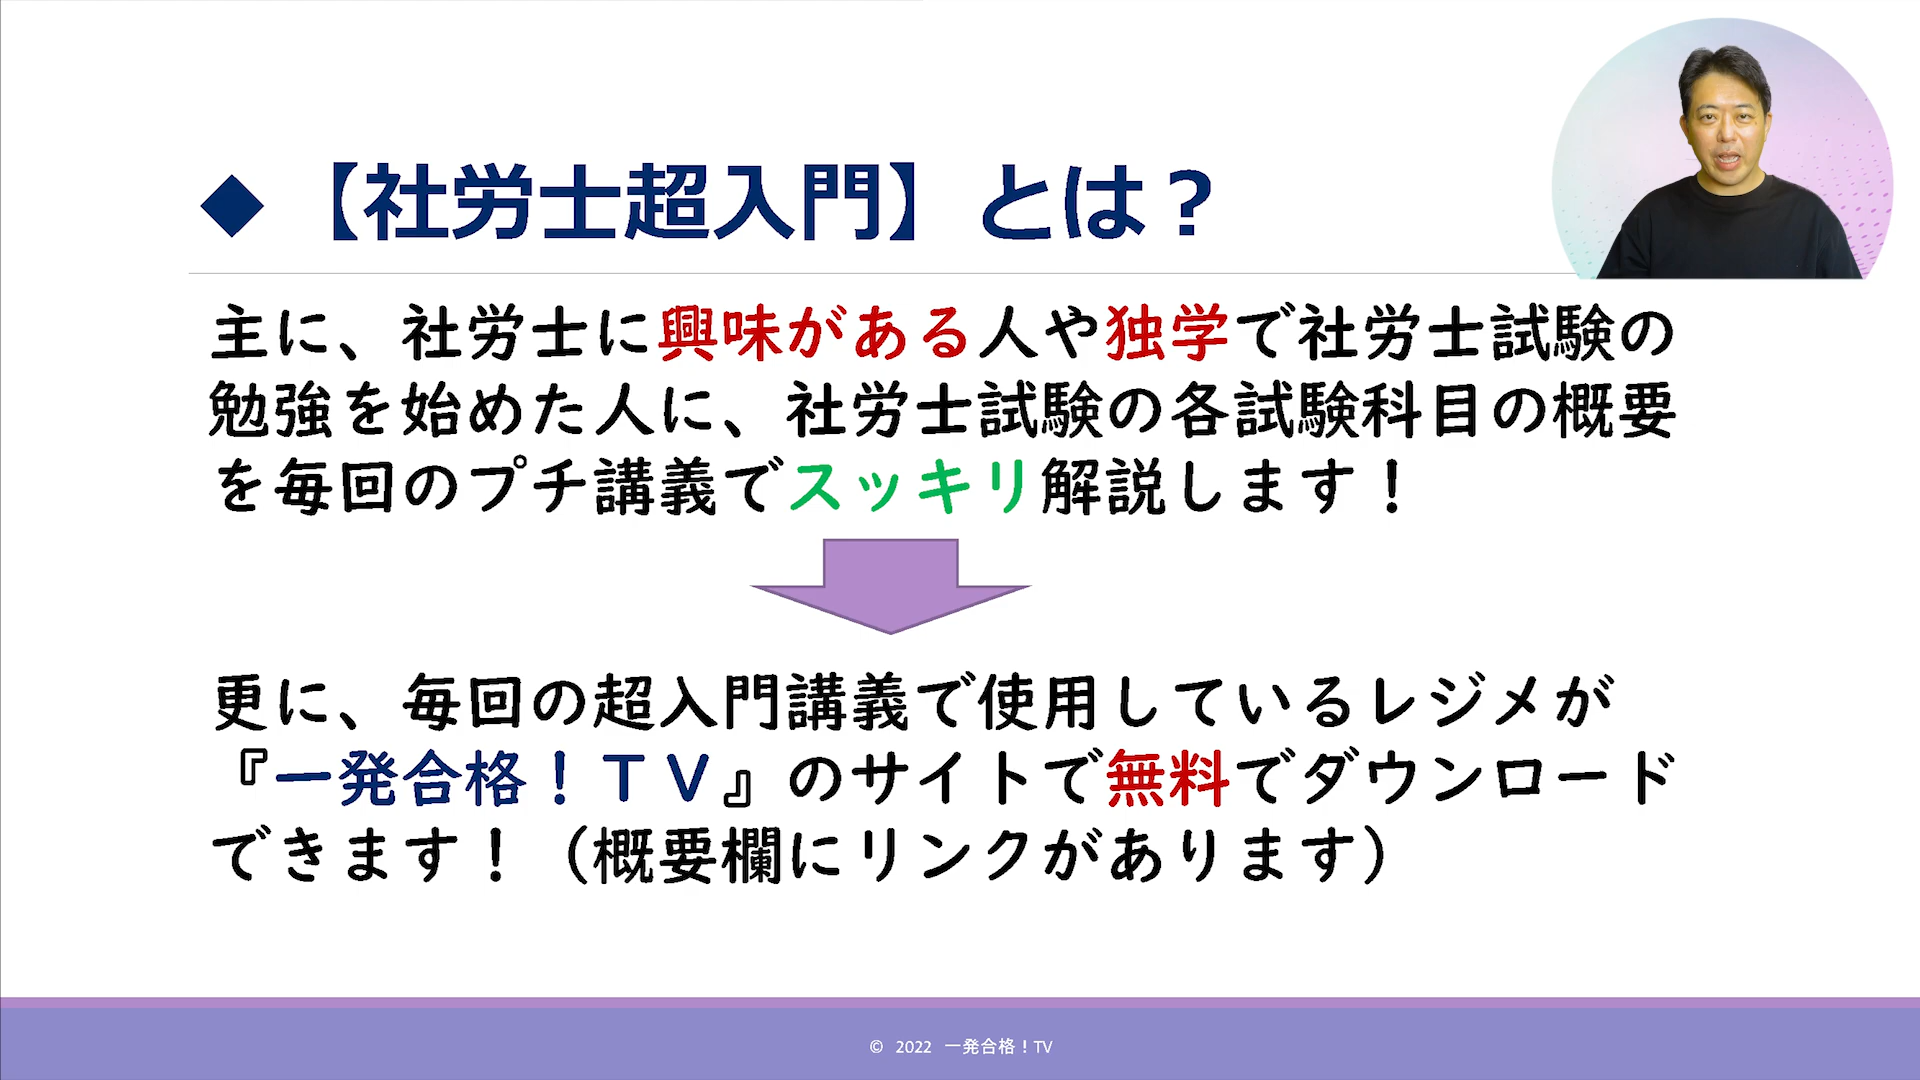 ◆【社労士超入門】とは？
主に、社労士に興味がある人や独学で社労士試験の
勉強を始めた人に、社労士試験の各試験科目の概要
を毎回のプチ講義でスッキリ解説します！
更に、毎回の超入門講義で使用しているレジメが
『一発合格！ＴＶ』のサイトで無料でダウンロード
できます！（概要欄にリンクがあります）
© 2022 一発合格！TV